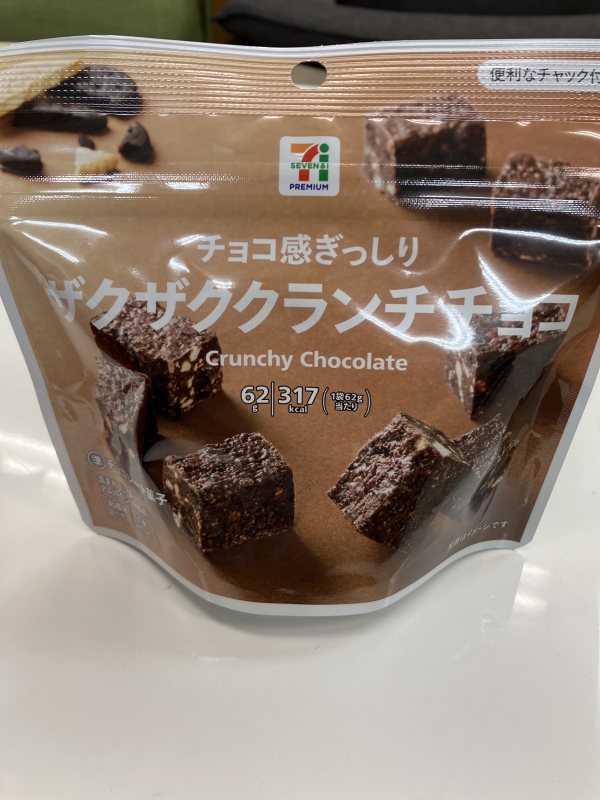 便利なチャック付
SEVEN&i
PREMIUM
チョコ感ぎっしり
ザクザククランチチョコ
Crunchy Chocolate
62g 317kcal (1袋62g当たり)